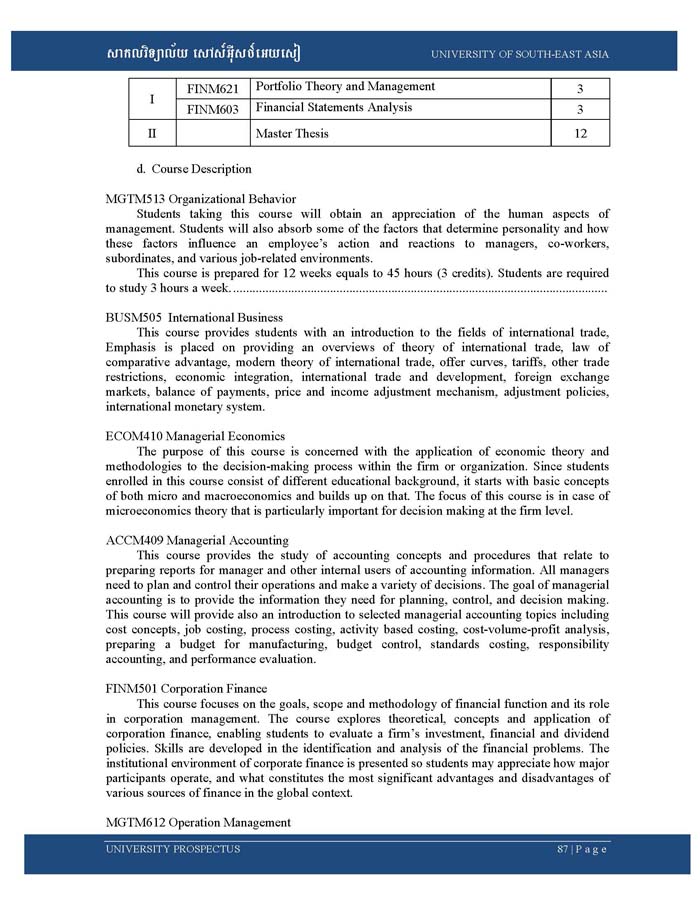 សាកលវិទ្យាល័យ សៅស៍អ៊ីសថ៍អេយសៀ UNIVERSITY OF SOUTH-EAST ASIA
I FINM621 Portfolio Theory and Management 3
FINM603 Financial Statements Analysis 3
II Master Thesis 12
d. Course Description
MGTM513 Organizational Behavior
Students taking this course will obtain an appreciation of the human aspects of
management. Students will also absorb some of the factors that determine personality and how
these factors influence an employee’s action and reactions to managers, co-workers,
subordinates, and various job-related environments.
This course is prepared for 12 weeks equals to 45 hours (3 credits). Students are required
to study 3 hours a week.................................................................................................................
BUSM505 International Business
This course provides students with an introduction to the fields of international trade,
Emphasis is placed on providing an overviews of theory of international trade, law of
comparative advantage, modern theory of international trade, offer curves, tariffs, other trade
restrictions, economic integration, international trade and development, foreign exchange
markets, balance of payments, price and income adjustment mechanism, adjustment policies,
international monetary system.
ECOM410 Managerial Economics
The purpose of this course is concerned with the application of economic theory and
methodologies to the decision-making process within the firm or organization. Since students
enrolled in this course consist of different educational background, it starts with basic concepts
of both micro and macroeconomics and builds up on that. The focus of this course is in case of
microeconomics theory that is particularly important for decision making at the firm level.
ACCM409 Managerial Accounting
This course provides the study of accounting concepts and procedures that relate to
preparing reports for manager and other internal users of accounting information. All managers
need to plan and control their operations and make a variety of decisions. The goal of managerial
accounting is to provide the information they need for planning, control, and decision making.
This course will provide also an introduction to selected managerial accounting topics including
cost concepts, job costing, process costing, activity based costing, cost-volume-profit analysis,
preparing a budget for manufacturing, budget control, standards costing, responsibility
accounting, and performance evaluation.
FINM501 Corporation Finance
This course focuses on the goals, scope and methodology of financial function and its role
in corporation management. The course explores theoretical, concepts and application of
corporation finance, enabling students to evaluate a firm’s investment, financial and dividend
policies. Skills are developed in the identification and analysis of the financial problems. The
institutional environment of corporate finance is presented so students may appreciate how major
participants operate, and what constitutes the most significant advantages and disadvantages of
various sources of finance in the global context.
MGTM612 Operation Management
UNIVERSITY PROSPECTUS 87 | P a g e